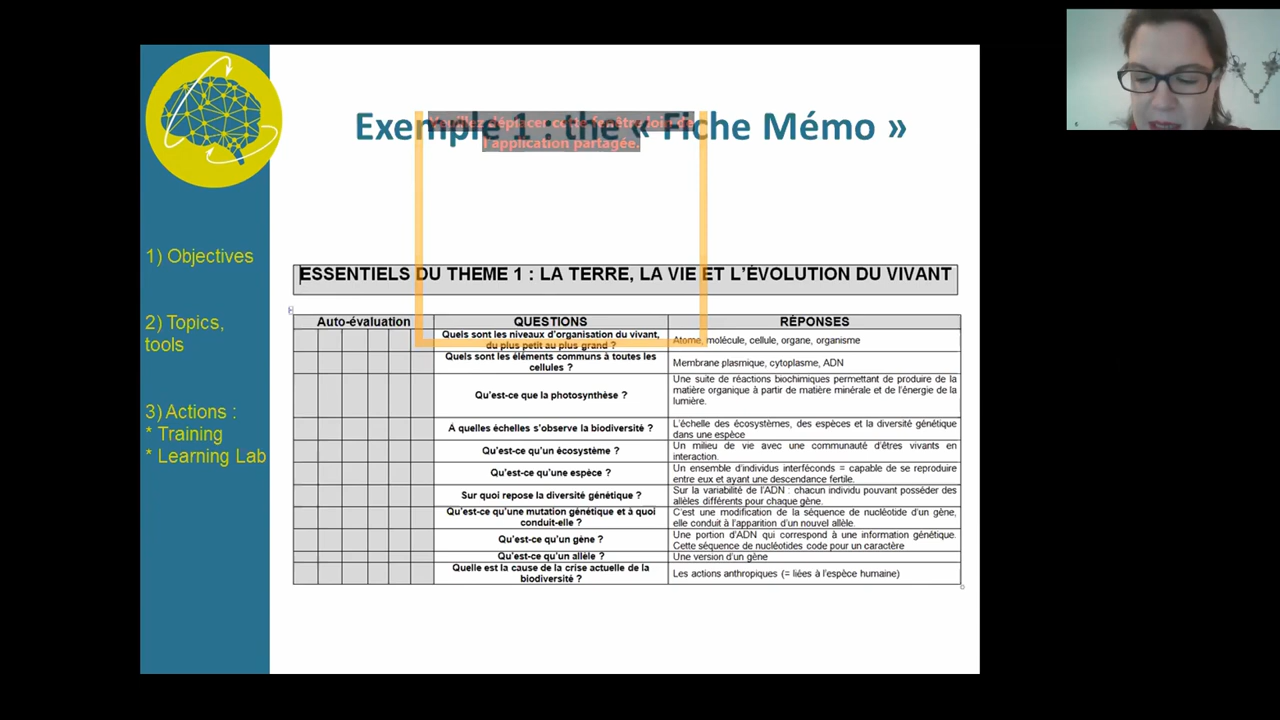 Exemple 1 : the « Fiche Mémo »
Veuillez déplacer cette fenêtre loin de
l'application partagée.
1) Objectives
2) Topics,
tools
3) Actions :
* Training
* Learning Lab
ESSENTIELS DU THEME 1 : LA TERRE, LA VIE ET L'ÉVOLUTION DU VIVANT
Auto-évaluation QUESTIONS RÉPONSES
Quels sont les niveaux d'organisation du vivant,
du plus petit au plus grand ?
Atome, molécule, cellule, organe, organisme
Quels sont les éléments communs à toutes les
cellules ?
Membrane plasmique, cytoplasme, ADN
Qu'est-ce que la photosynthèse ?
Une suite de réactions biochimiques permettant de produire de la
matière organique à partir de matière minérale et de l'énergie de la
lumière.
A quelles échelles s'observe la biodiversité ?
L'échelle des écosystèmes, des espèces et la diversité génétique
dans une espèce
Qu'est-ce qu'un écosystème ?
Un milieu de vie avec une communauté d'êtres vivants en
interaction.
Qu'est-ce qu'une espèce ?
Un ensemble d'individus interféconds = capable de se reproduire
entre eux et ayant une descendance fertile.
Sur quoi repose la diversité génétique ?
Sur la variabilité de l'ADN : chacun individu pouvant posséder des
allèles différents pour chaque gène.
Qu'est-ce qu'une mutation génétique et à quoi
conduit-elle ?
C'est une modification de la séquence de nucléotide d'un gène,
elle conduit à l'apparition d'un nouvel allèle.
Qu'est-ce qu'un gène ?
Une portion d'ADN qui correspond à une information génétique.
Cette séquence de nucléotides code pour un caractère
Qu'est-ce qu'un allèle ?
Une version d'un gène
Quelle est la cause de la crise actuelle de la
biodiversité ?
Les actions anthropiques (= liées à l'espèce humaine)